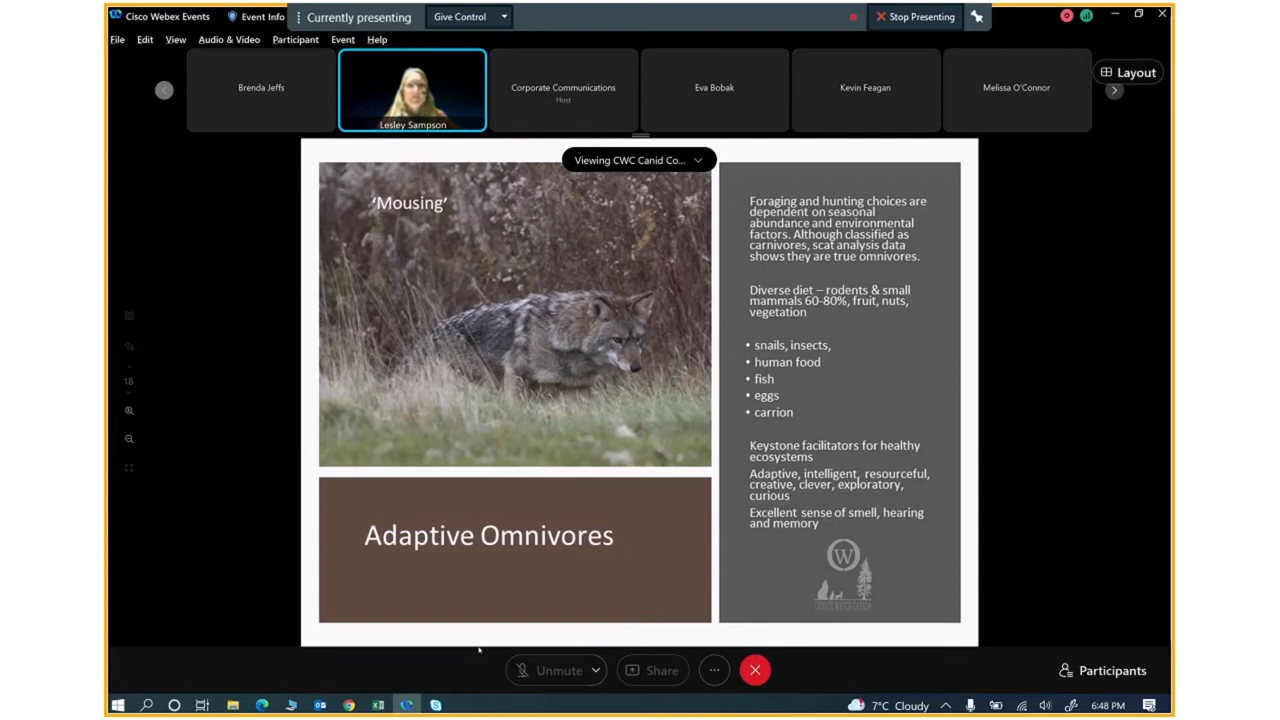 Cisco Webex Events
Event Info
Currently presenting
Give Control
Stop Presenting
File Edit View Audio & Video Participant Event Help
Brenda Jeffs
Lesley Sampson
Corporate Communications
Host
Eva Bobak
Kevin Feagan
Melissa O'Connor
Layout
Viewing CWC Canid Co...
'Mousing'
Adaptive Omnivores
Foraging and hunting choices are
dependent on seasonal
abundance and environmental
factors. Although classified as
carnivores, scat analysis data
shows they are true omnivores.
Diverse diet – rodents & small
mammals 60-80%, fruit, nuts,
vegetation
• snails, insects,
• human food
• fish
• eggs
• carrion
Keystone facilitators for healthy
ecosystems
Adaptive, intelligent, resourceful,
creative, clever, exploratory,
curious
Excellent sense of smell, hearing
and memory
W
COYOTE WATCH CANADA
18
Unmute
Share
Participants
7°C Cloudy
6:48 PM